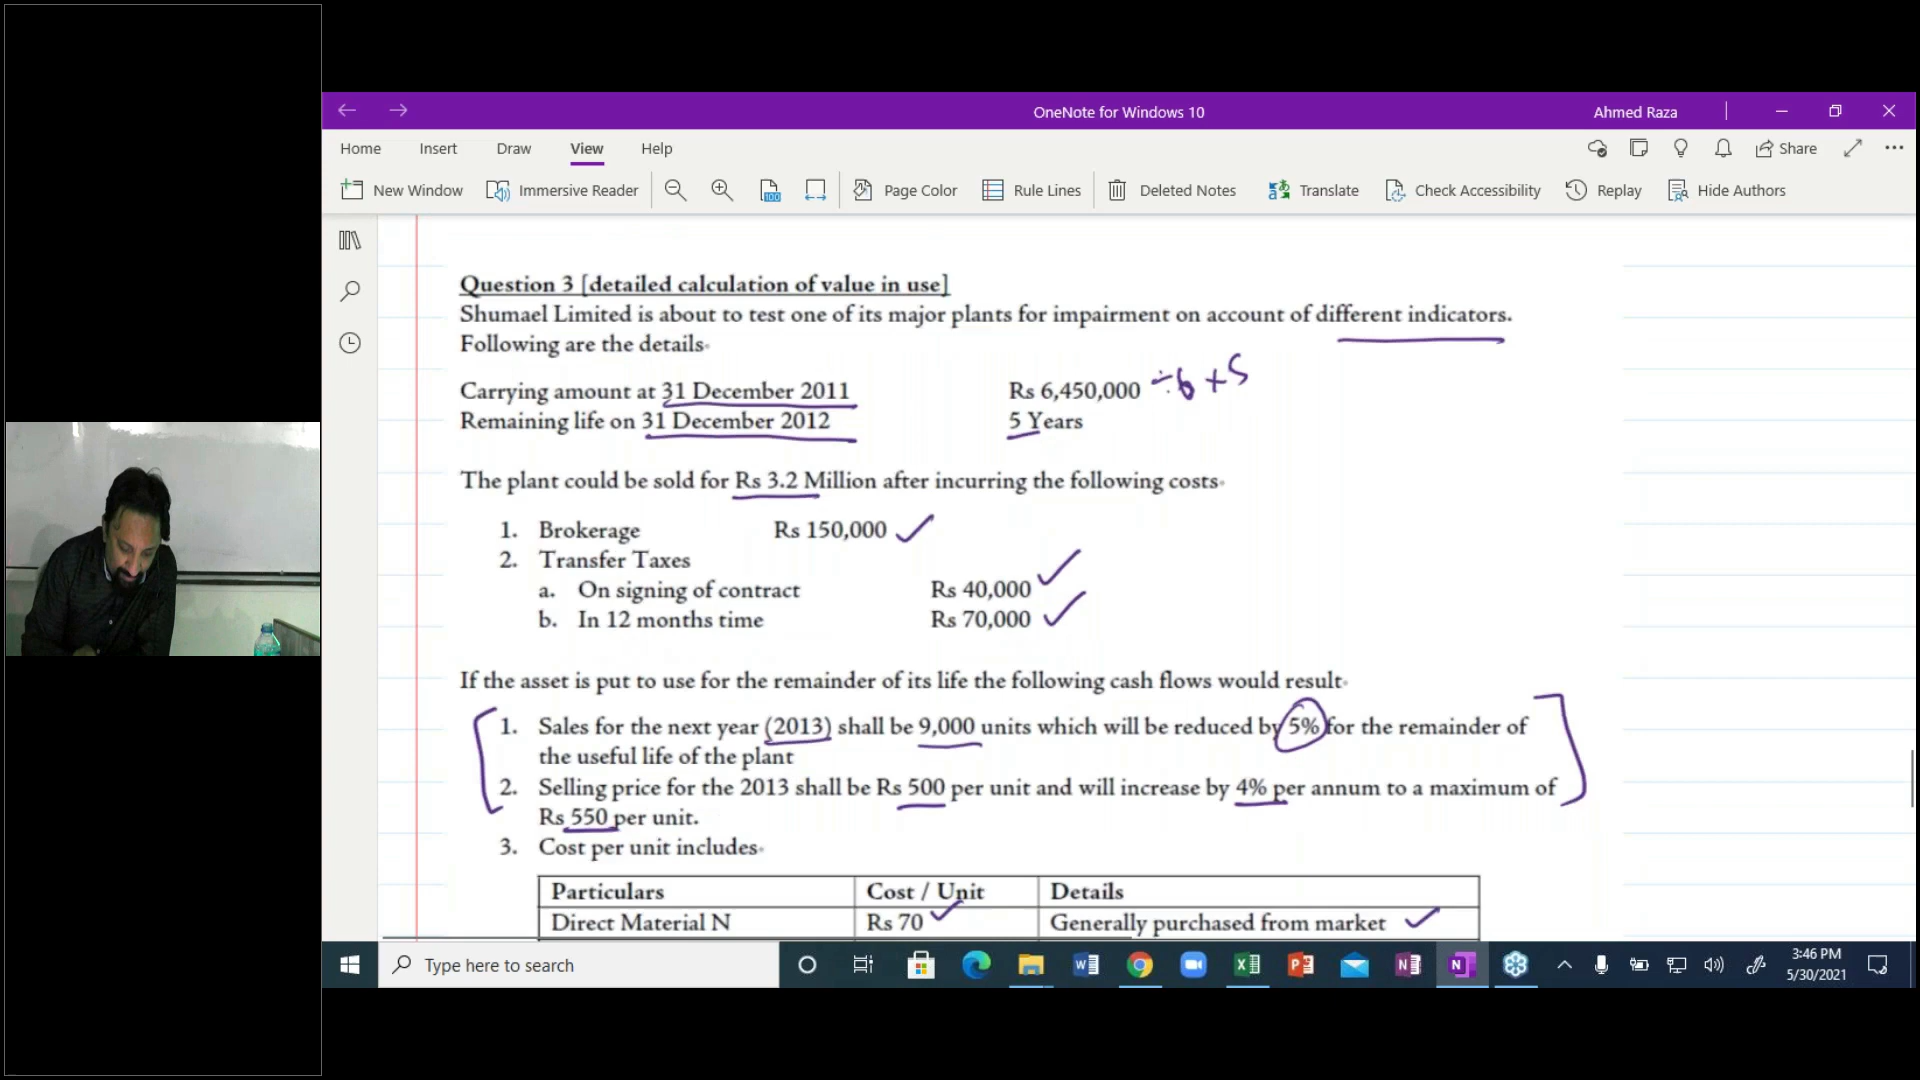 OneNote for Windows 10
Ahmed Raza
Home Insert Draw View Help
Share
New Window Immersive Reader Page Color Rule Lines Deleted Notes Translate Check Accessibility Replay Hide Authors
Question 3 [detailed calculation of value in use]
Shumael Limited is about to test one of its major plants for impairment on account of different indicators.
Following are the details
Carrying amount at 31 December 2011 Rs 6,450,000 ÷6 ×5
Remaining life on 31 December 2012 5 Years
The plant could be sold for Rs 3.2 Million after incurring the following costs
1. Brokerage Rs 150,000
2. Transfer Taxes
a. On signing of contract Rs 40,000
b. In 12 months time Rs 70,000
If the asset is put to use for the remainder of its life the following cash flows would result
1. Sales for the next year (2013) shall be 9,000 units which will be reduced by 5% for the remainder of
the useful life of the plant
2. Selling price for the 2013 shall be Rs 500 per unit and will increase by 4% per annum to a maximum of
Rs 550 per unit.
3. Cost per unit includes
Particulars Cost / Unit Details
Direct Material N Rs 70 Generally purchased from market
Type here to search
3:46 PM
5/30/2021